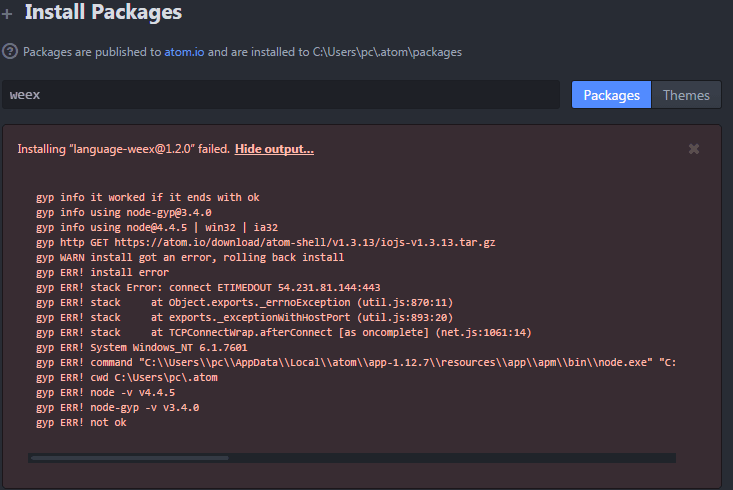 + Install Packages
? Packages are published to atom.io and are installed to C:\Users\pc\.atom\packages
weex
Packages Themes
Installing “language-weex@1.2.0” failed. Hide output...
gyp info it worked if it ends with ok
gyp info using node-gyp@3.4.0
gyp info using node@4.4.5 | win32 | ia32
gyp http GET https://atom.io/download/atom-shell/v1.3.13/iojs-v1.3.13.tar.gz
gyp WARN install got an error, rolling back install
gyp ERR! install error
gyp ERR! stack Error: connect ETIMEDOUT 54.231.81.144:443
gyp ERR! stack     at Object.exports._errnoException (util.js:870:11)
gyp ERR! stack     at exports._exceptionWithHostPort (util.js:893:20)
gyp ERR! stack     at TCPConnectWrap.afterConnect [as oncomplete] (net.js:1061:14)
gyp ERR! System Windows_NT 6.1.7601
gyp ERR! command "C:\\Users\\pc\\AppData\\Local\\atom\\app-1.12.7\\resources\\app\\apm\\bin\\node.exe" "C:
gyp ERR! cwd C:\Users\pc\.atom
gyp ERR! node -v v4.4.5
gyp ERR! node-gyp -v v3.4.0
gyp ERR! not ok